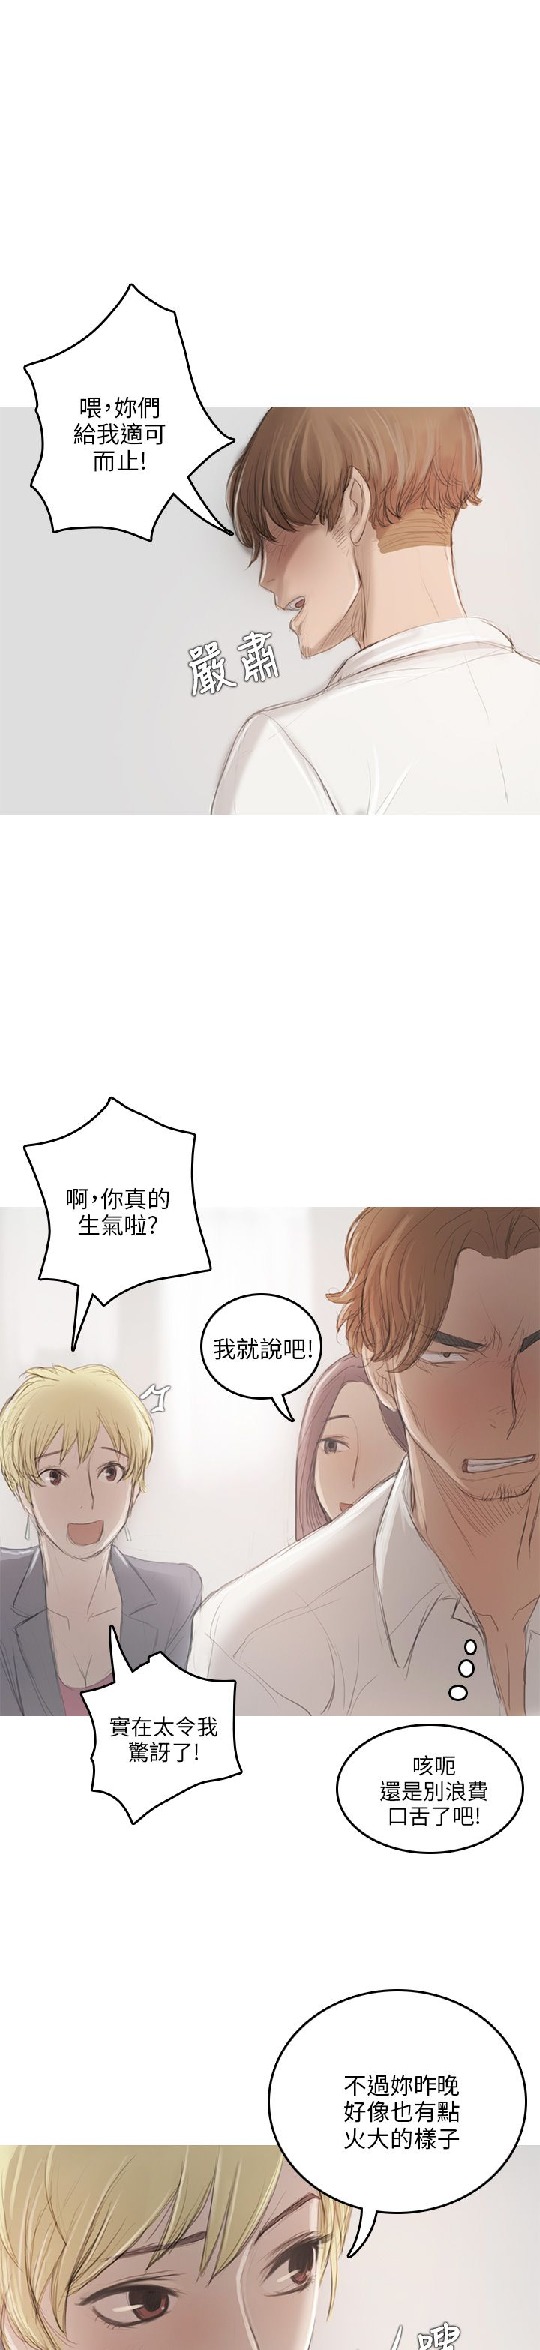 喂，妳們
給我適可
而止！
嚴肅
啊，你真的
生氣啦？
我就說吧！
實在太令我
驚訝了！
咳呃
還是別浪費
口舌了吧！
不過妳昨晚
好像也有點
火大的樣子